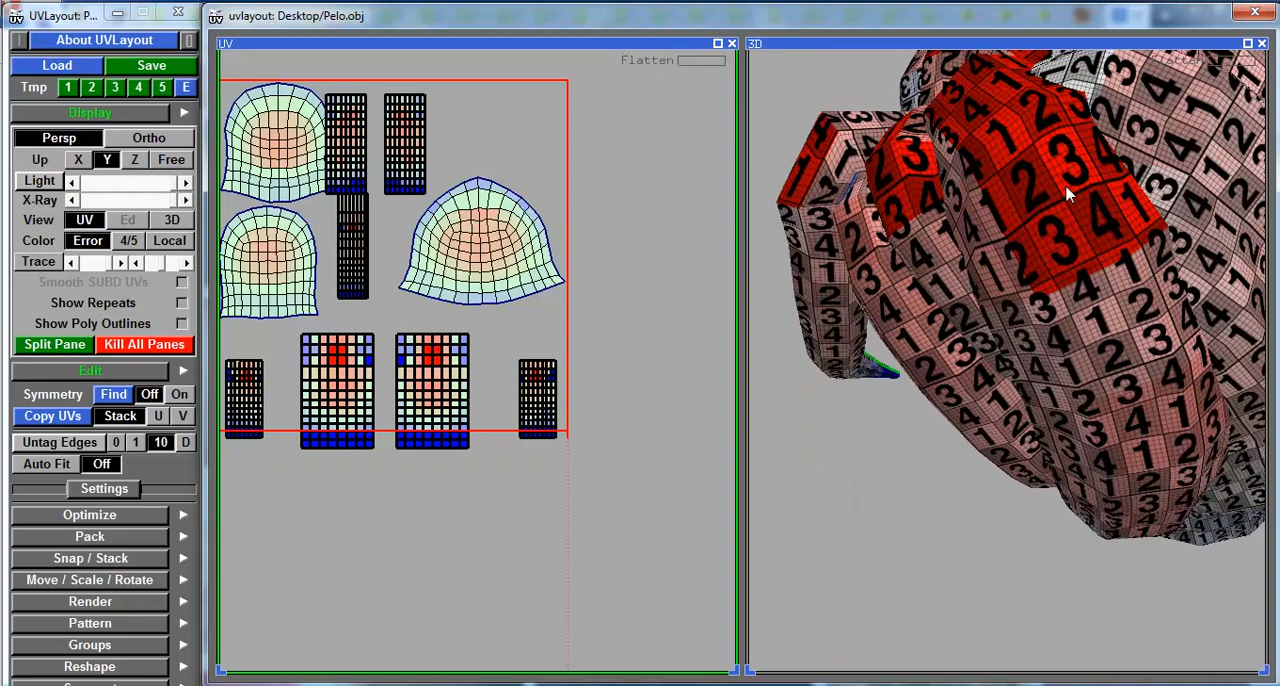 UVLayout: P...
uvlayout: Desktop/Pelo.obj
About UVLayout
Load Save
Tmp 1 2 3 4 5 E
Display
Persp Ortho
Up X Y Z Free
Light
X-Ray
View UV Ed 3D
Color Error 4/5 Local
Trace
Smooth SUBD UVs
Show Repeats
Show Poly Outlines
Split Pane Kill All Panes
Edit
Symmetry Find Off On
Copy UVs Stack U V
Untag Edges 0 1 10 D
Auto Fit Off
Settings
Optimize
Pack
Snap / Stack
Move / Scale / Rotate
Render
Pattern
Groups
Reshape
UV
Flatten
3D
Flatten